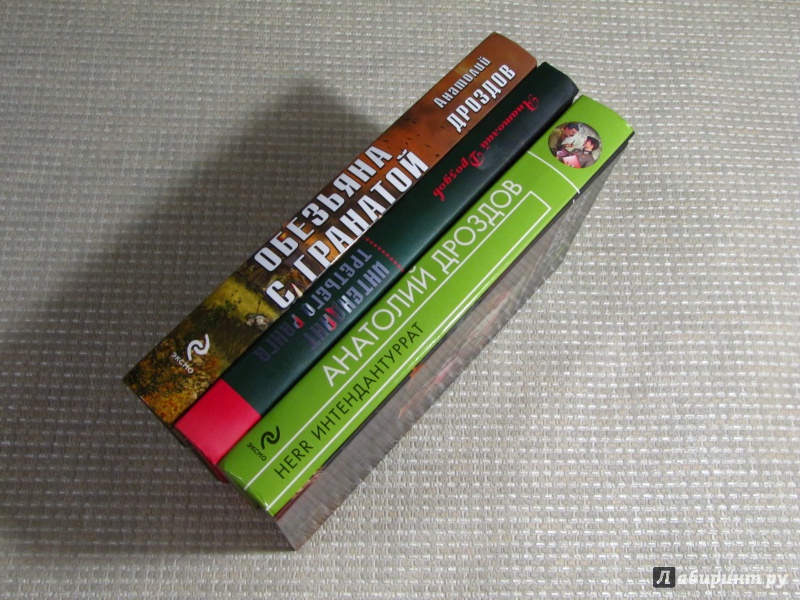 Анатолий
ДРОЗДОВ
ОБЕЗЬЯНА
С ГРАНАТОЙ
ЭКСМО
Анатолий Дроздов
ИНТЕНДАНТ
ТРЕТЬЕГО РАНГА
АНАТОЛИЙ ДРОЗДОВ
HERR ИНТЕНДАНТУРРАТ
ЭКСМО
Лабиринт.ру